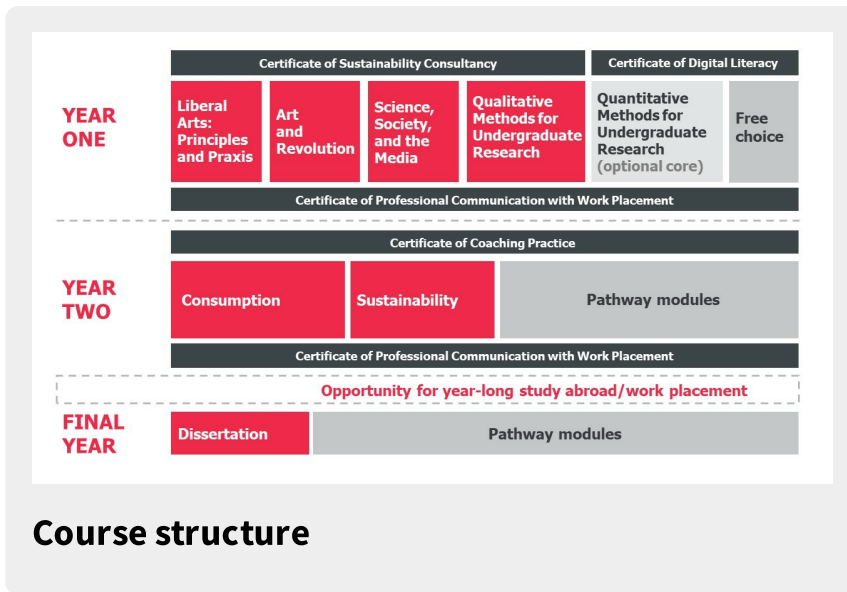 Certificate of Sustainability Consultancy
Certificate of Digital Literacy
YEAR
ONE
Liberal
Arts:
Principles
and Praxis
Art
and
Revolution
Science,
Society,
and the
Media
Qualitative
Methods for
Undergraduate
Research
Quantitative
Methods for
Undergraduate
Research
(optional core)
Free
choice
Certificate of Professional Communication with Work Placement
Certificate of Coaching Practice
YEAR
TWO
Consumption
Sustainability
Pathway modules
Certificate of Professional Communication with Work Placement
Opportunity for year-long study abroad/work placement
FINAL
YEAR
Dissertation
Pathway modules
Course structure